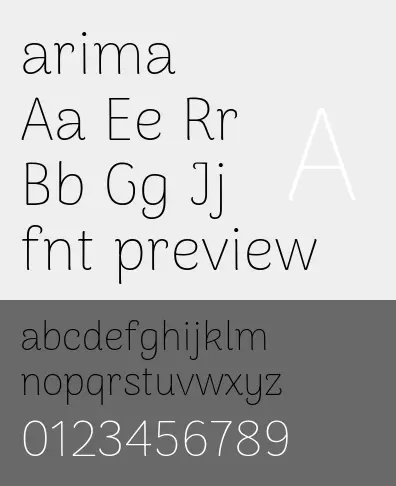 arima
Aa Ee Rr
Bb Gg Jj
A
fnt preview
abcdefghijklm
nopqrstuvwxyz
0123456789